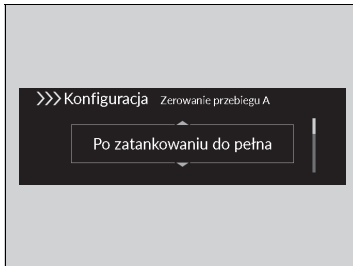 >>> Konfiguracja Zerowanie przebiegu A
Po zatankowaniu do pełna